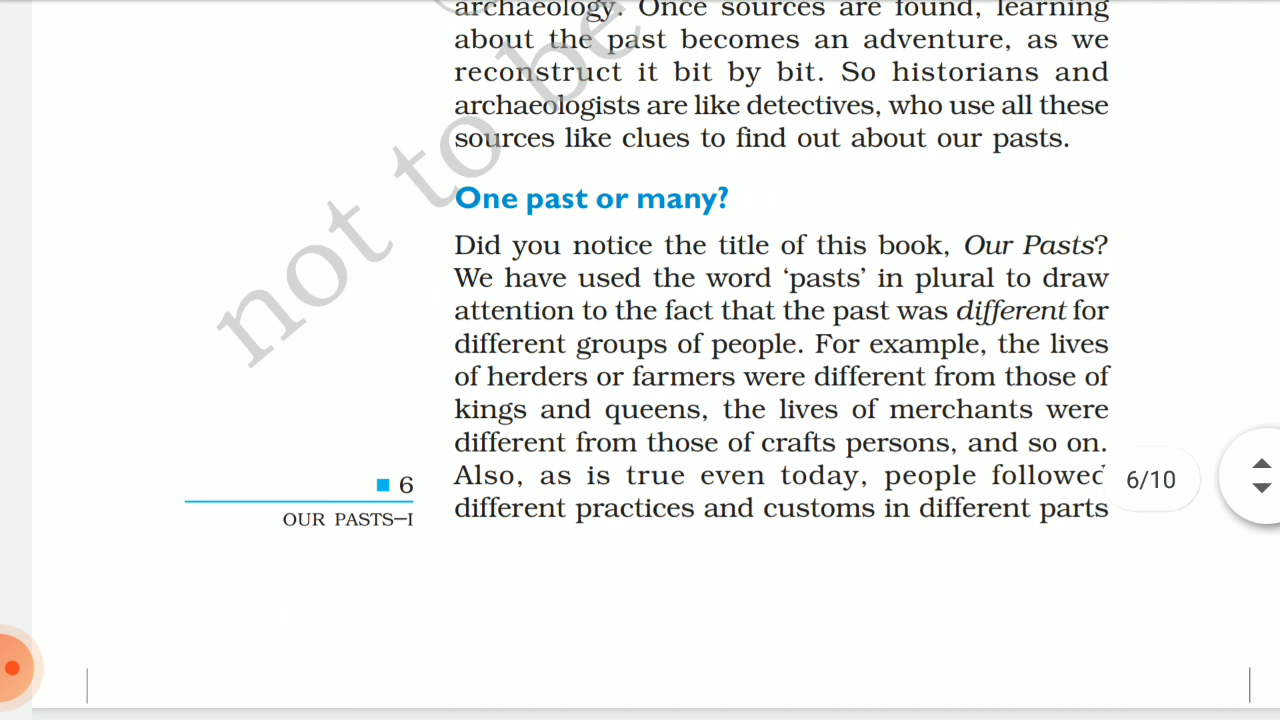 archaeology. Once sources are found, learning
about the past becomes an adventure, as we
reconstruct it bit by bit. So historians and
archaeologists are like detectives, who use all these
sources like clues to find out about our pasts.
One past or many?
Did you notice the title of this book, Our Pasts?
We have used the word ‘pasts’ in plural to draw
attention to the fact that the past was different for
different groups of people. For example, the lives
of herders or farmers were different from those of
kings and queens, the lives of merchants were
different from those of crafts persons, and so on.
Also, as is true even today, people followed
different practices and customs in different parts
■ 6
OUR PASTS–I
6/10
not to be